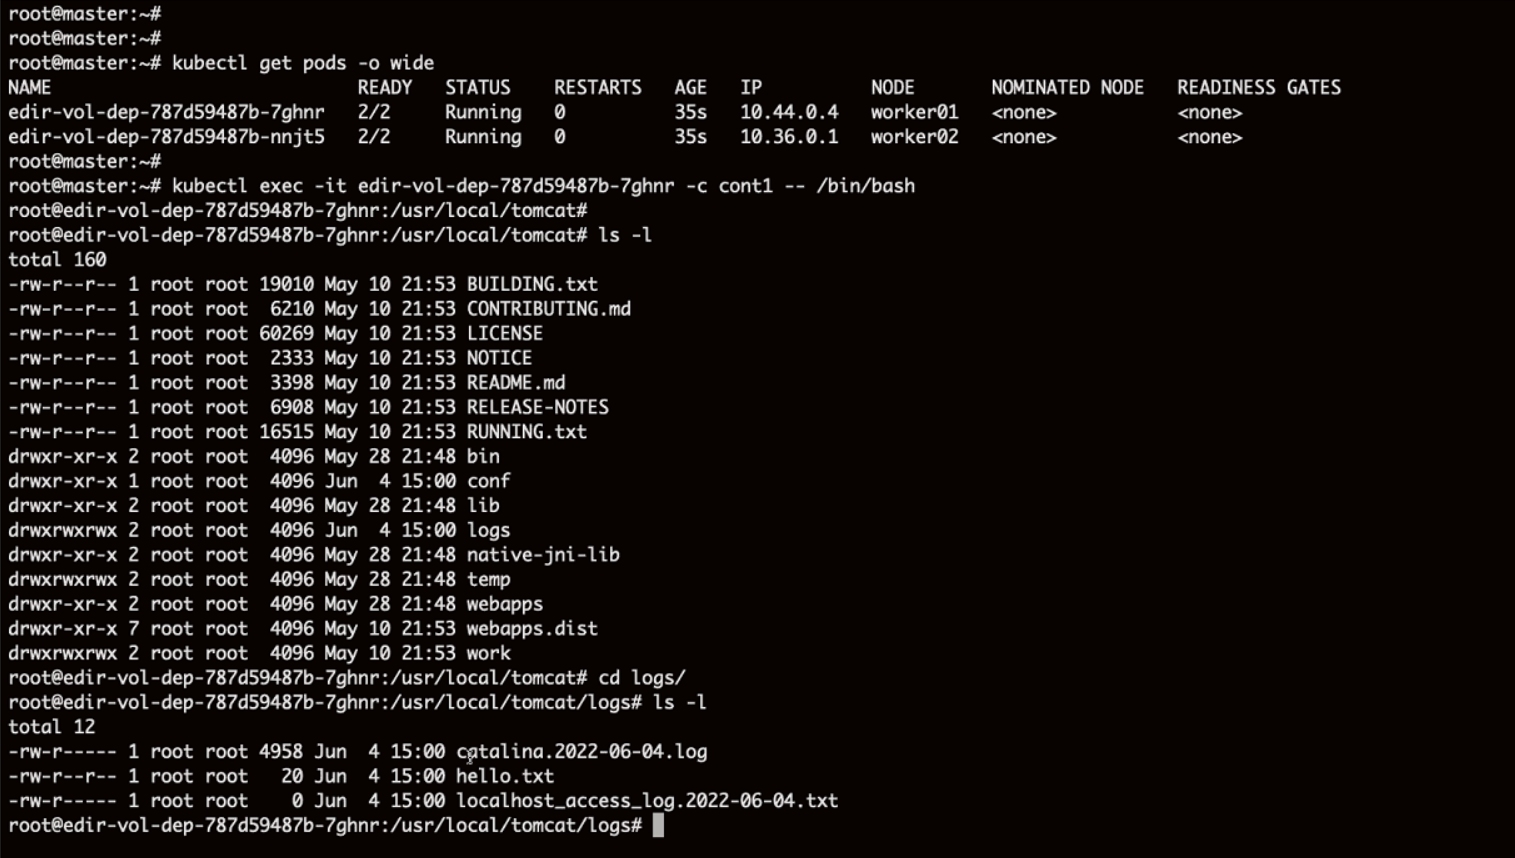 root@master:~#
root@master:~#
root@master:~# kubectl get pods -o wide
NAME                            READY   STATUS    RESTARTS   AGE   IP          NODE       NOMINATED NODE   READINESS GATES
edir-vol-dep-787d59487b-7ghnr   2/2     Running   0          35s   10.44.0.4   worker01   <none>           <none>
edir-vol-dep-787d59487b-nnjt5   2/2     Running   0          35s   10.36.0.1   worker02   <none>           <none>
root@master:~#
root@master:~# kubectl exec -it edir-vol-dep-787d59487b-7ghnr -c cont1 -- /bin/bash
root@edir-vol-dep-787d59487b-7ghnr:/usr/local/tomcat#
root@edir-vol-dep-787d59487b-7ghnr:/usr/local/tomcat# ls -l
total 160
-rw-r--r-- 1 root root 19010 May 10 21:53 BUILDING.txt
-rw-r--r-- 1 root root  6210 May 10 21:53 CONTRIBUTING.md
-rw-r--r-- 1 root root 60269 May 10 21:53 LICENSE
-rw-r--r-- 1 root root  2333 May 10 21:53 NOTICE
-rw-r--r-- 1 root root  3398 May 10 21:53 README.md
-rw-r--r-- 1 root root  6908 May 10 21:53 RELEASE-NOTES
-rw-r--r-- 1 root root 16515 May 10 21:53 RUNNING.txt
drwxr-xr-x 2 root root  4096 May 28 21:48 bin
drwxr-xr-x 1 root root  4096 Jun  4 15:00 conf
drwxr-xr-x 2 root root  4096 May 28 21:48 lib
drwxrwxrwx 2 root root  4096 Jun  4 15:00 logs
drwxr-xr-x 2 root root  4096 May 28 21:48 native-jni-lib
drwxrwxrwx 2 root root  4096 May 28 21:48 temp
drwxr-xr-x 2 root root  4096 May 28 21:48 webapps
drwxr-xr-x 7 root root  4096 May 10 21:53 webapps.dist
drwxrwxrwx 2 root root  4096 May 10 21:53 work
root@edir-vol-dep-787d59487b-7ghnr:/usr/local/tomcat# cd logs/
root@edir-vol-dep-787d59487b-7ghnr:/usr/local/tomcat/logs# ls -l
total 12
-rw-r----- 1 root root 4958 Jun  4 15:00 catalina.2022-06-04.log
-rw-r--r-- 1 root root   20 Jun  4 15:00 hello.txt
-rw-r----- 1 root root    0 Jun  4 15:00 localhost_access_log.2022-06-04.txt
root@edir-vol-dep-787d59487b-7ghnr:/usr/local/tomcat/logs#